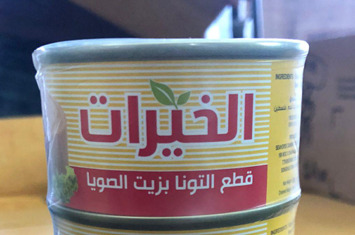 الخيرات
قطع التونا بزيت الصويا